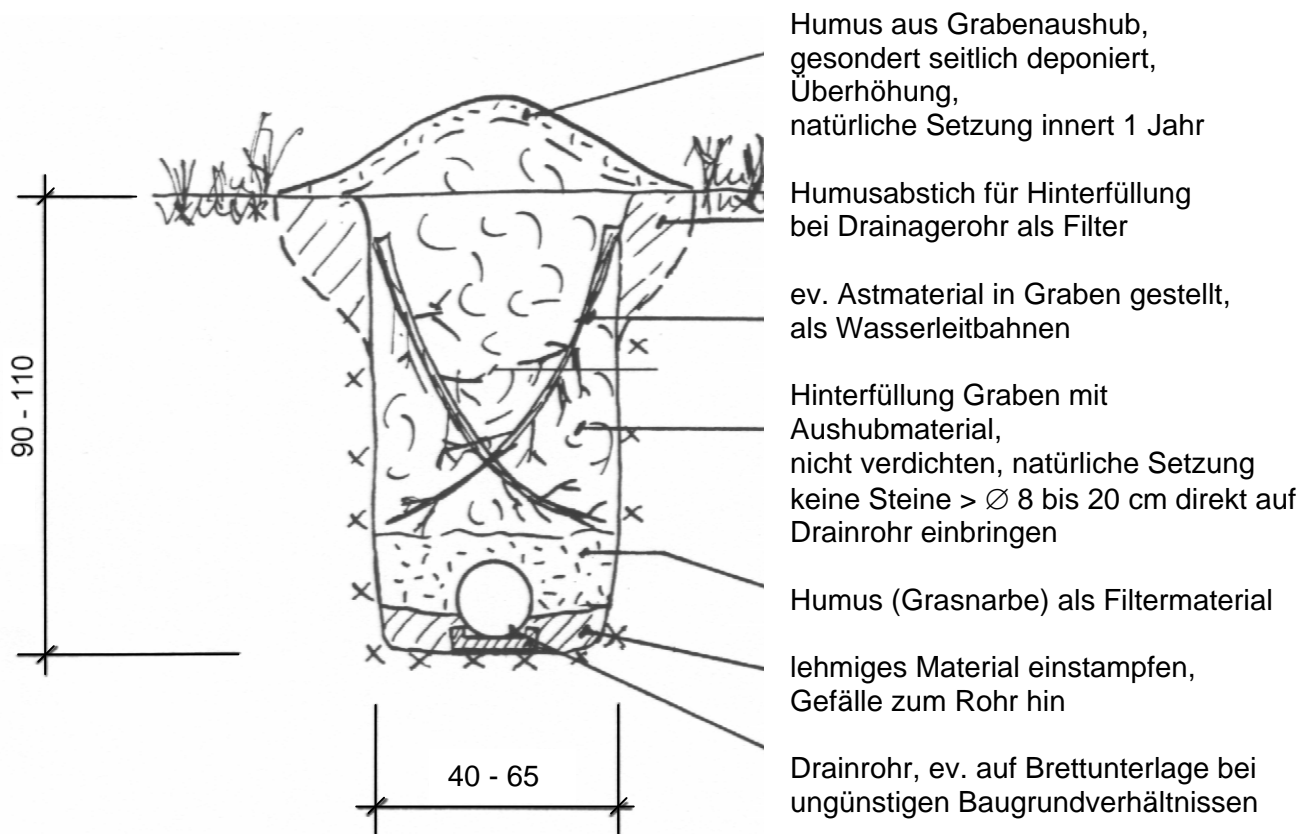 Humus aus Grabenaushub,
gesondert seitlich deponiert,
Überhöhung,
natürliche Setzung innert 1 Jahr
Humusabstich für Hinterfüllung
bei Drainagerohr als Filter
ev. Astmaterial in Graben gestellt,
als Wasserleitbahnen
Hinterfüllung Graben mit
Aushubmaterial,
nicht verdichten, natürliche Setzung
keine Steine > ∅ 8 bis 20 cm direkt auf
Drainrohr einbringen
Humus (Grasnarbe) als Filtermaterial
lehmiges Material einstampfen,
Gefälle zum Rohr hin
Drainrohr, ev. auf Brettunterlage bei
ungünstigen Baugrundverhältnissen
90 - 110
40 - 65